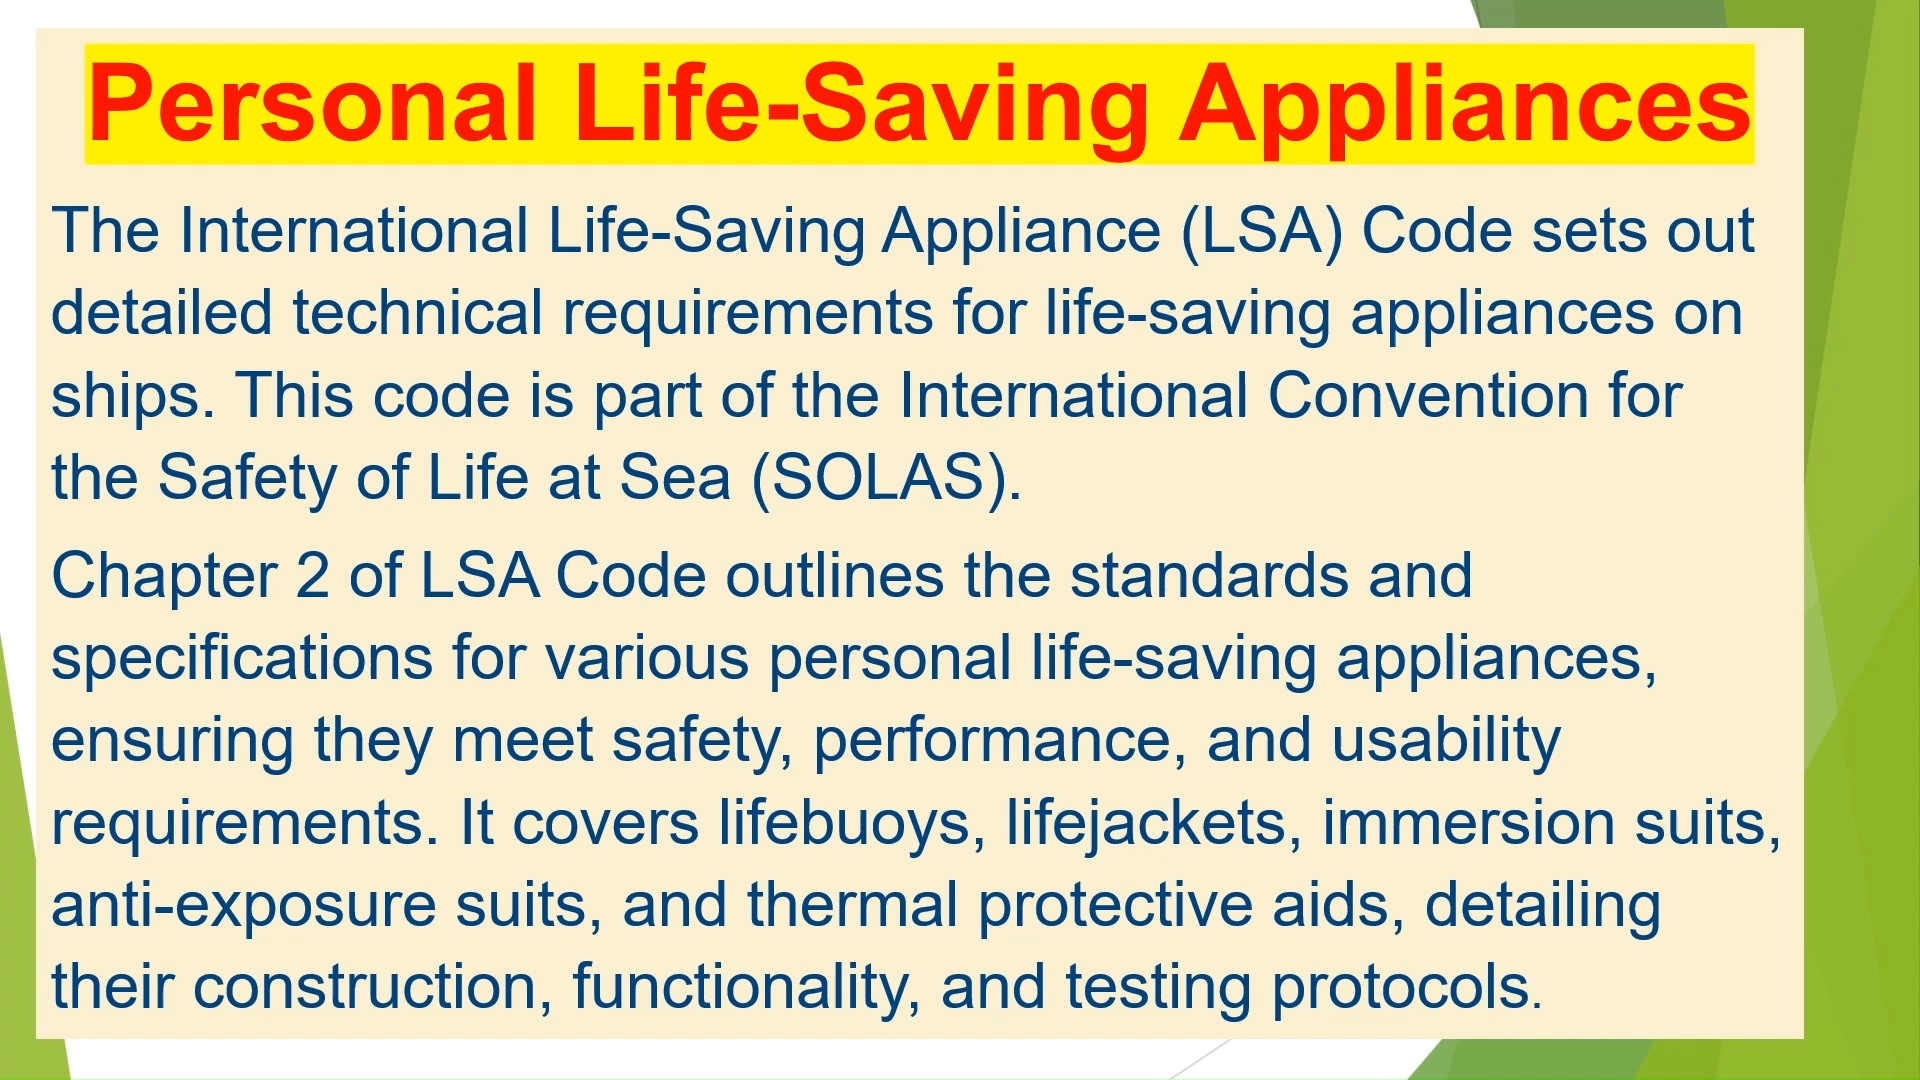 Personal Life-Saving Appliances
The International Life-Saving Appliance (LSA) Code sets out
detailed technical requirements for life-saving appliances on
ships. This code is part of the International Convention for
the Safety of Life at Sea (SOLAS).
Chapter 2 of LSA Code outlines the standards and
specifications for various personal life-saving appliances,
ensuring they meet safety, performance, and usability
requirements. It covers lifebuoys, lifejackets, immersion suits,
anti-exposure suits, and thermal protective aids, detailing
their construction, functionality, and testing protocols.